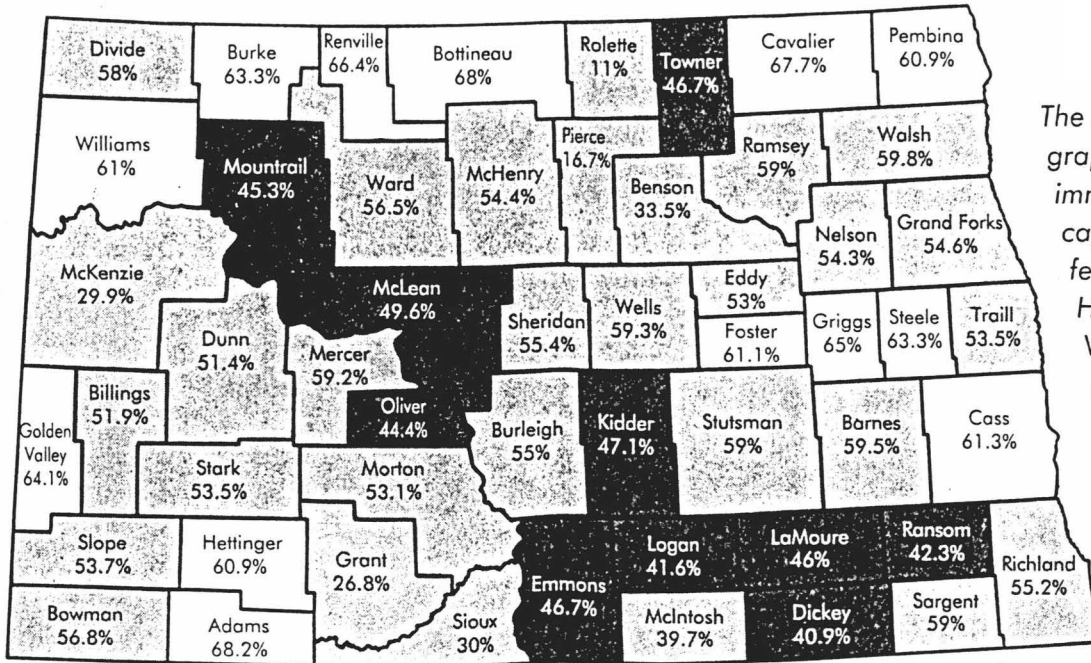 Divide
58%
Burke
63.3%
Renville
66.4%
Bottineau
68%
Rolette
11%
Towner
46.7%
Cavalier
67.7%
Pembina
60.9%
Williams
61%
Mountrail
45.3%
Ward
56.5%
McHenry
54.4%
Pierce
16.7%
Benson
33.5%
Ramsey
59%
Walsh
59.8%
Nelson
54.3%
Grand Forks
54.6%
McKenzie
29.9%
Dunn
51.4%
McLean
49.6%
Mercer
59.2%
Oliver
44.4%
Sheridan
55.4%
Wells
59.3%
Eddy
53%
Foster
61.1%
Griggs
65%
Steele
63.3%
Traill
53.5%
Golden
Valley
64.1%
Billings
51.9%
Stark
53.5%
Morton
53.1%
Burleigh
55%
Kidder
47.1%
Stutsman
59%
Barnes
59.5%
Cass
61.3%
Slope
53.7%
Hettinger
60.9%
Grant
26.8%
Sioux
30%
Emmons
46.7%
Logan
41.6%
LaMoure
46%
Ransom
42.3%
Richland
55.2%
Bowman
56.8%
Adams
68.2%
McIntosh
39.7%
Dickey
40.9%
Sargent
59%
The
gra
imm
ca
fe
H